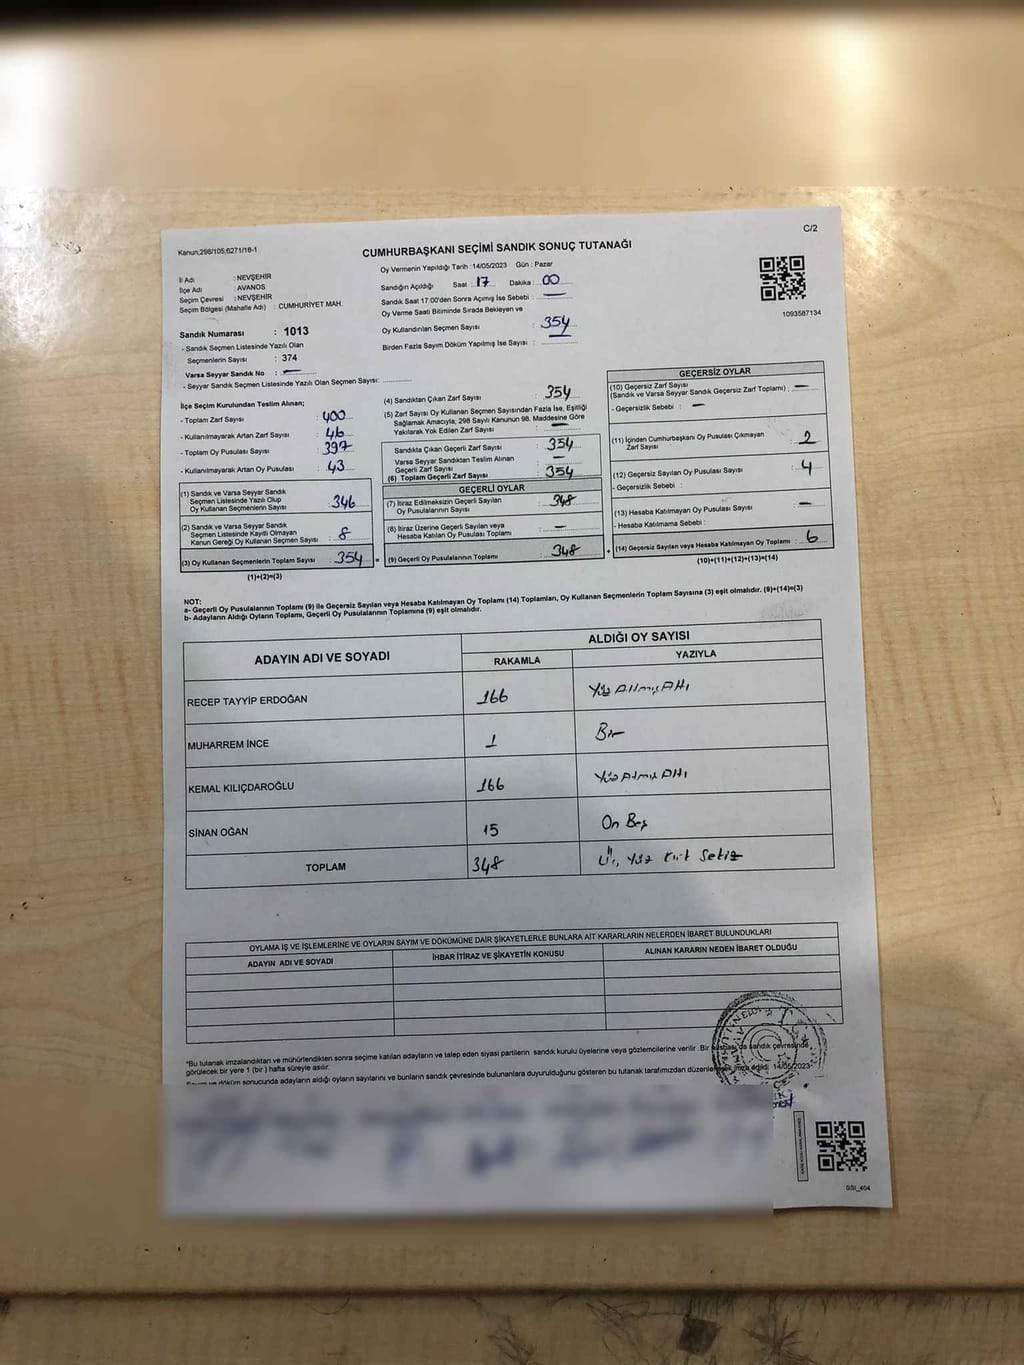 C/2
Kanun;298/105;6271/18-1
CUMHURBAŞKANI SEÇİMİ SANDIK SONUÇ TUTANAĞI
İl Adı : NEVŞEHİR
İlçe Adı : AVANOS
Seçim Çevresi : NEVŞEHİR
Seçim Bölgesi (Mahalle Adı) : CUMHURİYET MAH.
Sandık Numarası : 1013
- Sandık Seçmen Listesinde Yazılı Olan
Seçmenlerin Sayısı : 374
Varsa Seyyar Sandık No : —
- Seyyar Sandık Seçmen Listesinde Yazılı Olan Seçmen Sayısı: ..............
Oy Vermenin Yapıldığı Tarih :14/05/2023 Gün : Pazar
Sandığın Açıldığı Saat : 17 Dakika : 00
Sandık Saat 17:00'den Sonra Açımış İse Sebebi : —
Oy Verme Saati Bitiminde Sırada Bekleyen ve
Oy Kullandırılan Seçmen Sayısı : 354
Birden Fazla Sayım Döküm Yapılmış İse Sayısı : ..............
1093587134
İlçe Seçim Kurulundan Teslim Alınan;
- Toplam Zarf Sayısı : 400
- Kullanılmayarak Artan Zarf Sayısı : 46
- Toplam Oy Pusulası Sayısı : 397
- Kullanılmayarak Artan Oy Pusulası : 43
(1) Sandık ve Varsa Seyyar Sandık
Seçmen Listesinde Yazılı Olup
Oy Kullanan Seçmenlerin Sayısı : 346
(2) Sandık ve Varsa Seyyar Sandık
Seçmen Listesinde Kaydı Olmayan
Kanun Gereği Oy Kullanan Seçmen Sayısı : 8
(3) Oy Kullanan Seçmenlerin Toplam Sayısı : 354 =
(1)+(2)=(3)
(4) Sandıktan Çıkan Zarf Sayısı : 354
(5) Zarf Sayısı Oy Kullanan Seçmen Sayısından Fazla İse, Eşitliği
Sağlamak Amacıyla, 298 Sayılı Kanunun 98. Maddesine Göre
Yakılarak Yok Edilen Zarf Sayısı : —
Sandıkta Çıkan Geçerli Zarf Sayısı : 354
Varsa Seyyar Sandıktan Teslim Alınan
Geçerli Zarf Sayısı : —
(6) Toplam Geçerli Zarf Sayısı : 354
GEÇERLİ OYLAR
(7) İtiraz Edilmeksizin Geçerli Sayılan
Oy Pusulalarının Sayısı : 348
(8) İtiraz Üzerine Geçerli Sayılan veya
Hesaba Katılan Oy Pusulası Toplamı : —
(9) Geçerli Oy Pusulalarının Toplamı : 348 +
GEÇERSİZ OYLAR
(10) Geçersiz Zarf Sayısı
(Sandık ve Varsa Seyyar Sandık Geçersiz Zarf Toplamı) : —
- Geçersizlik Sebebi : —
(11) İçinden Cumhurbaşkanı Oy Pusulası Çıkmayan
Zarf Sayısı : 2
(12) Geçersiz Sayılan Oy Pusulası Sayısı : 4
- Geçersizlik Sebebi :
(13) Hesaba Katılmayan Oy Pusulası Sayısı : —
- Hesaba Katılmama Sebebi :
(14) Geçersiz Sayılan veya Hesaba Katılmayan Oy Toplamı : 6
(10)+(11)+(12)+(13)=(14)
NOT:
a- Geçerli Oy Pusulalarının Toplamı (9) ile Geçersiz Sayılan veya Hesaba Katılmayan Oy Toplamı (14) Toplamları, Oy Kullanan Seçmenlerin Toplam Sayısına (3) eşit olmalıdır. (9)+(14)=(3)
b- Adayların Aldığı Oyların Toplamı, Geçerli Oy Pusulalarının Toplamına (9) eşit olmalıdır.
ADAYIN ADI VE SOYADI ALDIĞI OY SAYISI
RAKAMLA YAZIYLA
RECEP TAYYİP ERDOĞAN 166 Yüz Altmış Altı
MUHARREM İNCE 1 Bir
KEMAL KILIÇDAROĞLU 166 Yüz Altmış Altı
SİNAN OĞAN 15 On Beş
TOPLAM 348 Üç Yüz Kırk Sekiz
OYLAMA İŞ VE İŞLEMLERİNE VE OYLARIN SAYIM VE DÖKÜMÜNE DAİR ŞİKAYETLERLE BUNLARA AİT KARARLARIN NELERDEN İBARET BULUNDUKLARI
ADAYIN ADI VE SOYADI İHBAR İTİRAZ VE ŞİKAYETİN KONUSU ALINAN KARARIN NEDEN İBARET OLDUĞU
*Bu tutanak imzalandıktan ve mühürlendikten sonra seçime katılan adayların ve talep eden siyasi partilerin sandık kurulu üyelerine veya gözlemcilerine verilir. Bir da sandık çevresinde
görülecek bir yere 1 (bir ) hafta süreyle asılır.
Sayım ve döküm sonucunda adayların aldığı oyların sayılarını ve bunların sandık çevresinde bulunanlara duyurulduğunu gösteren bu tutanak tarafımızdan imza edildi. 14/05/2023
GSI_404